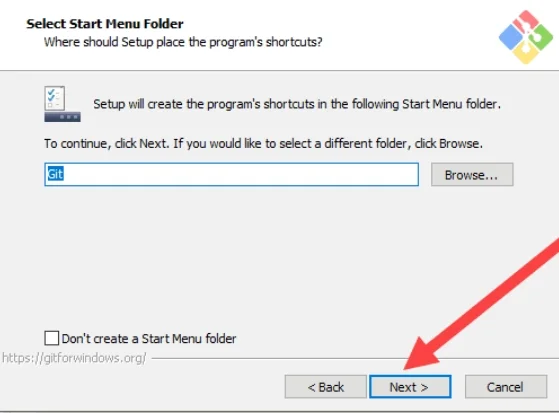 Select Start Menu Folder
Where should Setup place the program's shortcuts?
Setup will create the program's shortcuts in the following Start Menu folder.
To continue, click Next. If you would like to select a different folder, click Browse.
Git
Browse...
Don't create a Start Menu folder
https://gitforwindows.org/
< Back
Next >
Cancel